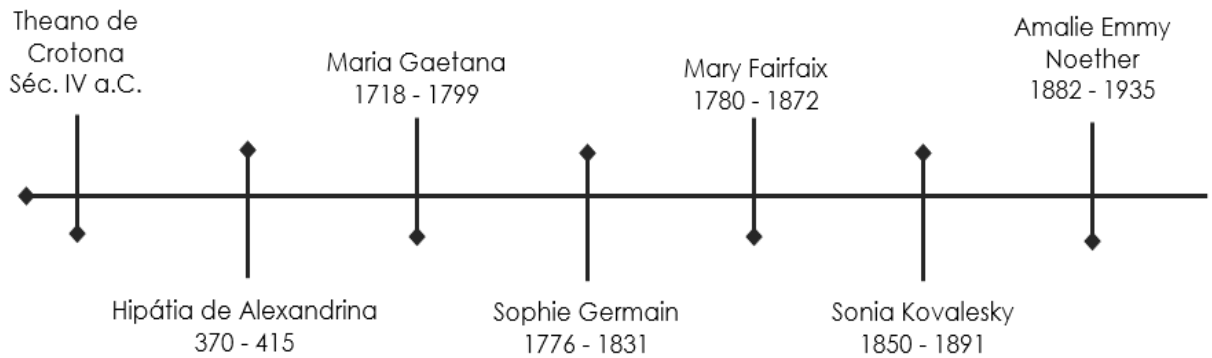 Theano de
Crotona
Séc. IV a.C.
Hipátia de Alexandrina
370 - 415
Maria Gaetana
1718 - 1799
Sophie Germain
1776 - 1831
Mary Fairfaix
1780 - 1872
Sonia Kovalesky
1850 - 1891
Amalie Emmy
Noether
1882 - 1935